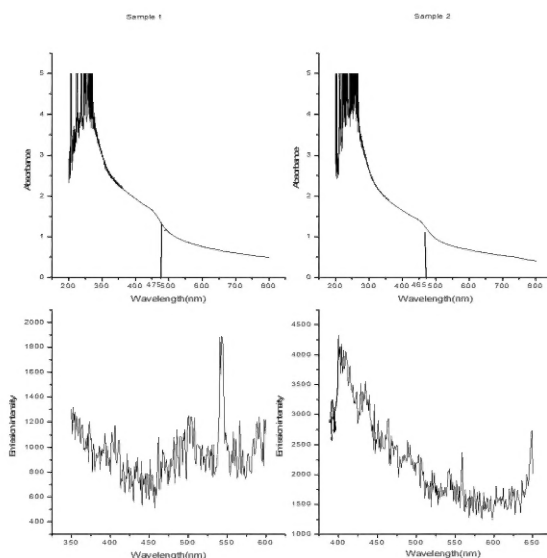 Sample 1
Sample 2
5
4
3
2
1
0
Absorbance
200 300 400 475 500 600 700 800
Wavelength(nm)
5
4
3
2
1
0
Absorbance
200 300 400 465 500 600 700 800
Wavelength(nm)
2000
1800
1600
1400
1200
1000
800
600
400
Emission intensity
350 400 450 500 550 600
Wavelength(nm)
4500
4000
3500
3000
2500
2000
1500
1000
Emission intensity
400 450 500 550 600 650
Wavelength(nm)